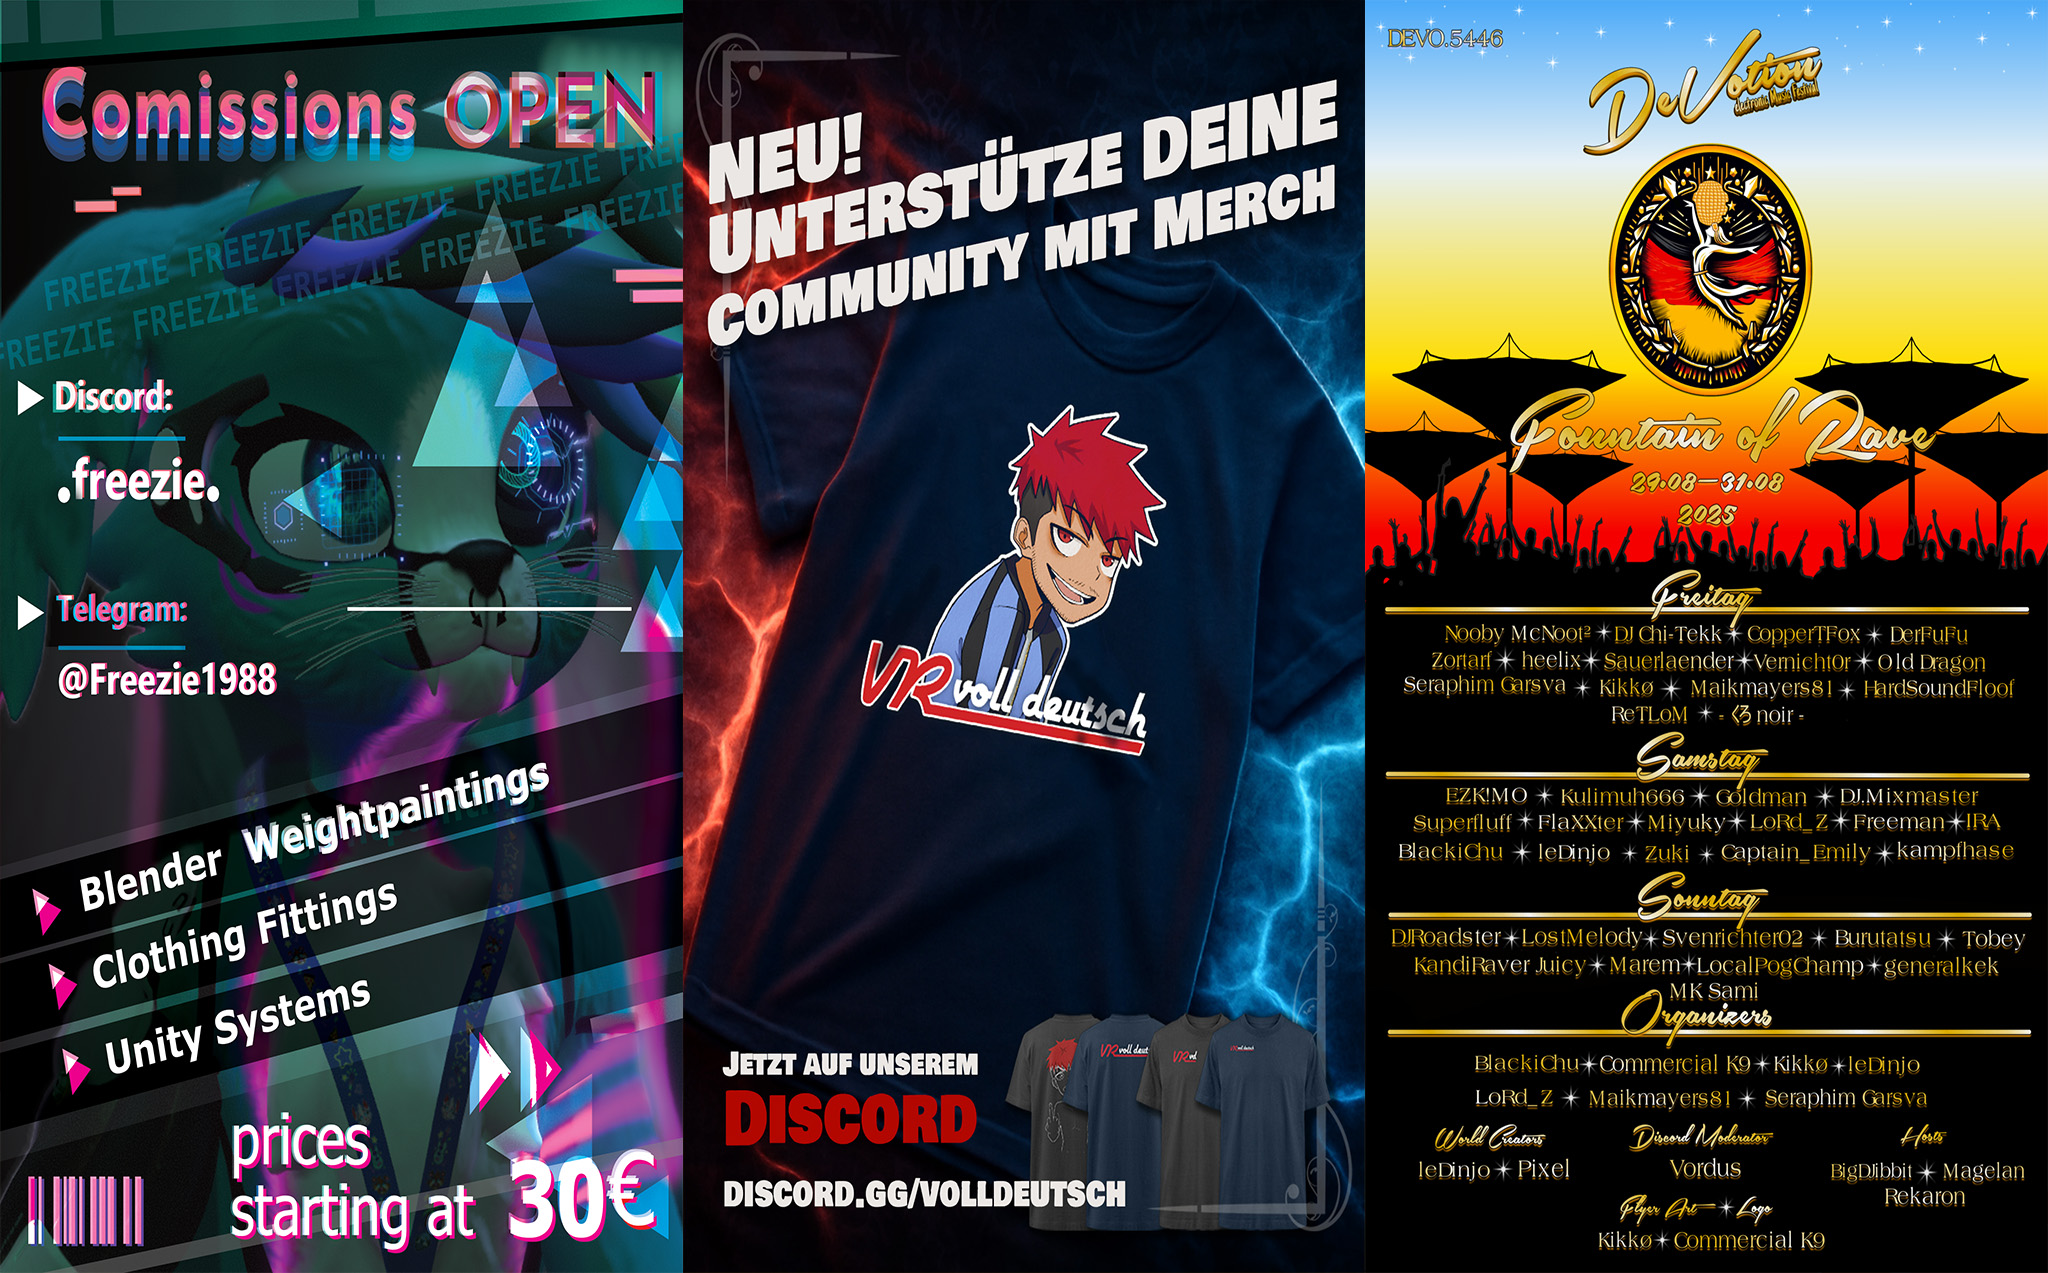 Comissions OPEN
FREEZIE FREEZIE FREEZIE FREEZIE FREEZIE
FREEZIE FREEZIE FREEZIE FREEZIE FREEZIE FREEZIE
Discord:
.freezie.
Telegram:
@Freezie1988
Blender Weightpaintings
Clothing Fittings
Unity Systems
prices
starting at 30€
NEU!
UNTERSTÜTZE DEINE
COMMUNITY MIT MERCH
VR voll deutsch
JETZT AUF UNSEREM
DISCORD
DISCORD.GG/VOLLDEUTSCH
DEVO.5446
DeVotion
electronic Music Festival
Fountain of Rave
29.08—31.08
2025
Freitag
Nooby McNoot² DJ Chi-Tekk CopperTFox DerFuFu
Zortarf heelix Sauerlaender Vernicht0r Old Dragon
Seraphim Garsva Kikkø Maikmayers81 HardSoundFloof
ReTLoM - <3 noir -
Samstag
EZK!MO Kulimuh666 Goldman DJ.Mixmaster
Superfluff FlaXXter Miyuky LoRd_Z Freeman IRA
BlackiChu leDinjo Zuki Captain_Emily kampfhase
Sonntag
DJRoadster LostMelody Svenrichter02 Burutatsu Tobey
KandiRaver Juicy Marem LocalPogChamp generalkek
MK Sami
Organizers
BlackiChu Commercial K9 Kikkø leDinjo
LoRd_Z Maikmayers81 Seraphim Garsva
World Creators
leDinjo Pixel
Discord Moderator
Vordus
Hosts
BigDJibbit Magelan
Rekaron
Flyer Art Logo
Kikkø Commercial K9